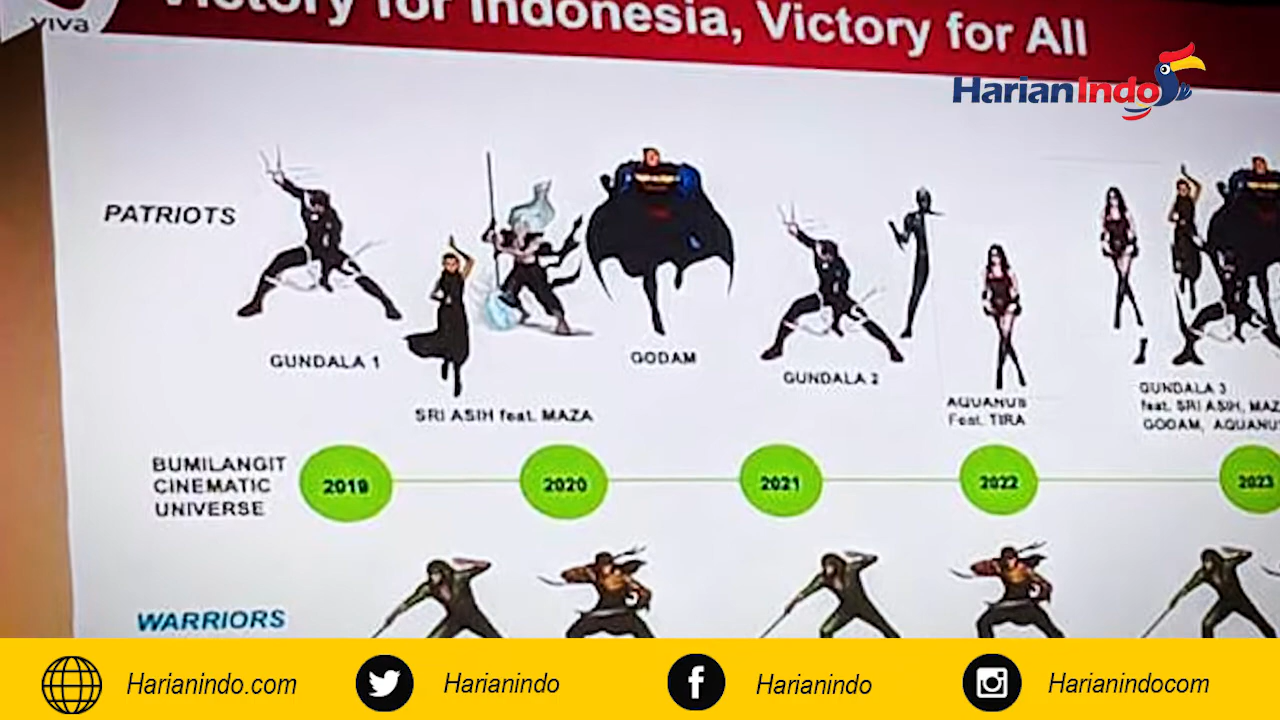 viva
Victory for Indonesia, Victory for All
HarianIndo
PATRIOTS
GUNDALA 1
SRI ASIH feat. MAZA
GODAM
GUNDALA 2
AQUANUS
Feat. TIRA
GUNDALA 3
feat. SRI ASIH, MAZ
GODAM, AQUANU
BUMILANGIT
CINEMATIC
UNIVERSE
2019
2020
2021
2022
2023
WARRIORS
Harianindo.com
Harianindo
Harianindo
Harianindocom